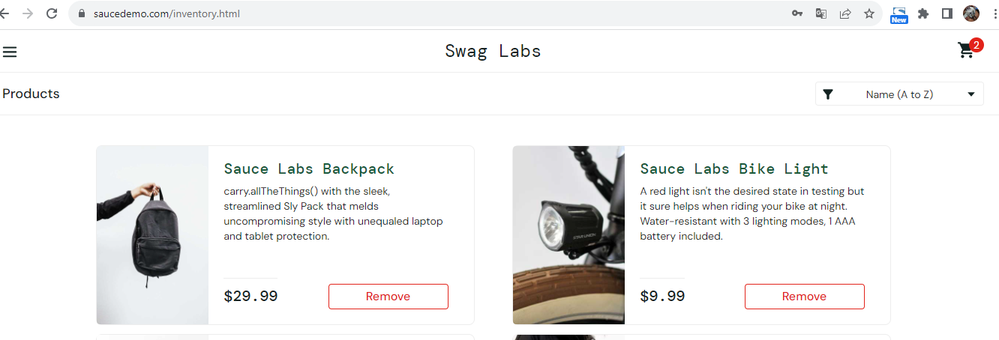 saucedemo.com/inventory.html
New
Swag Labs
2
Products
Name (A to Z)
Sauce Labs Backpack
carry.allTheThings() with the sleek,
streamlined Sly Pack that melds
uncompromising style with unequaled laptop
and tablet protection.
$29.99
Remove
Sauce Labs Bike Light
A red light isn't the desired state in testing but
it sure helps when riding your bike at night.
Water-resistant with 3 lighting modes, 1 AAA
battery included.
STAR UNION
$9.99
Remove